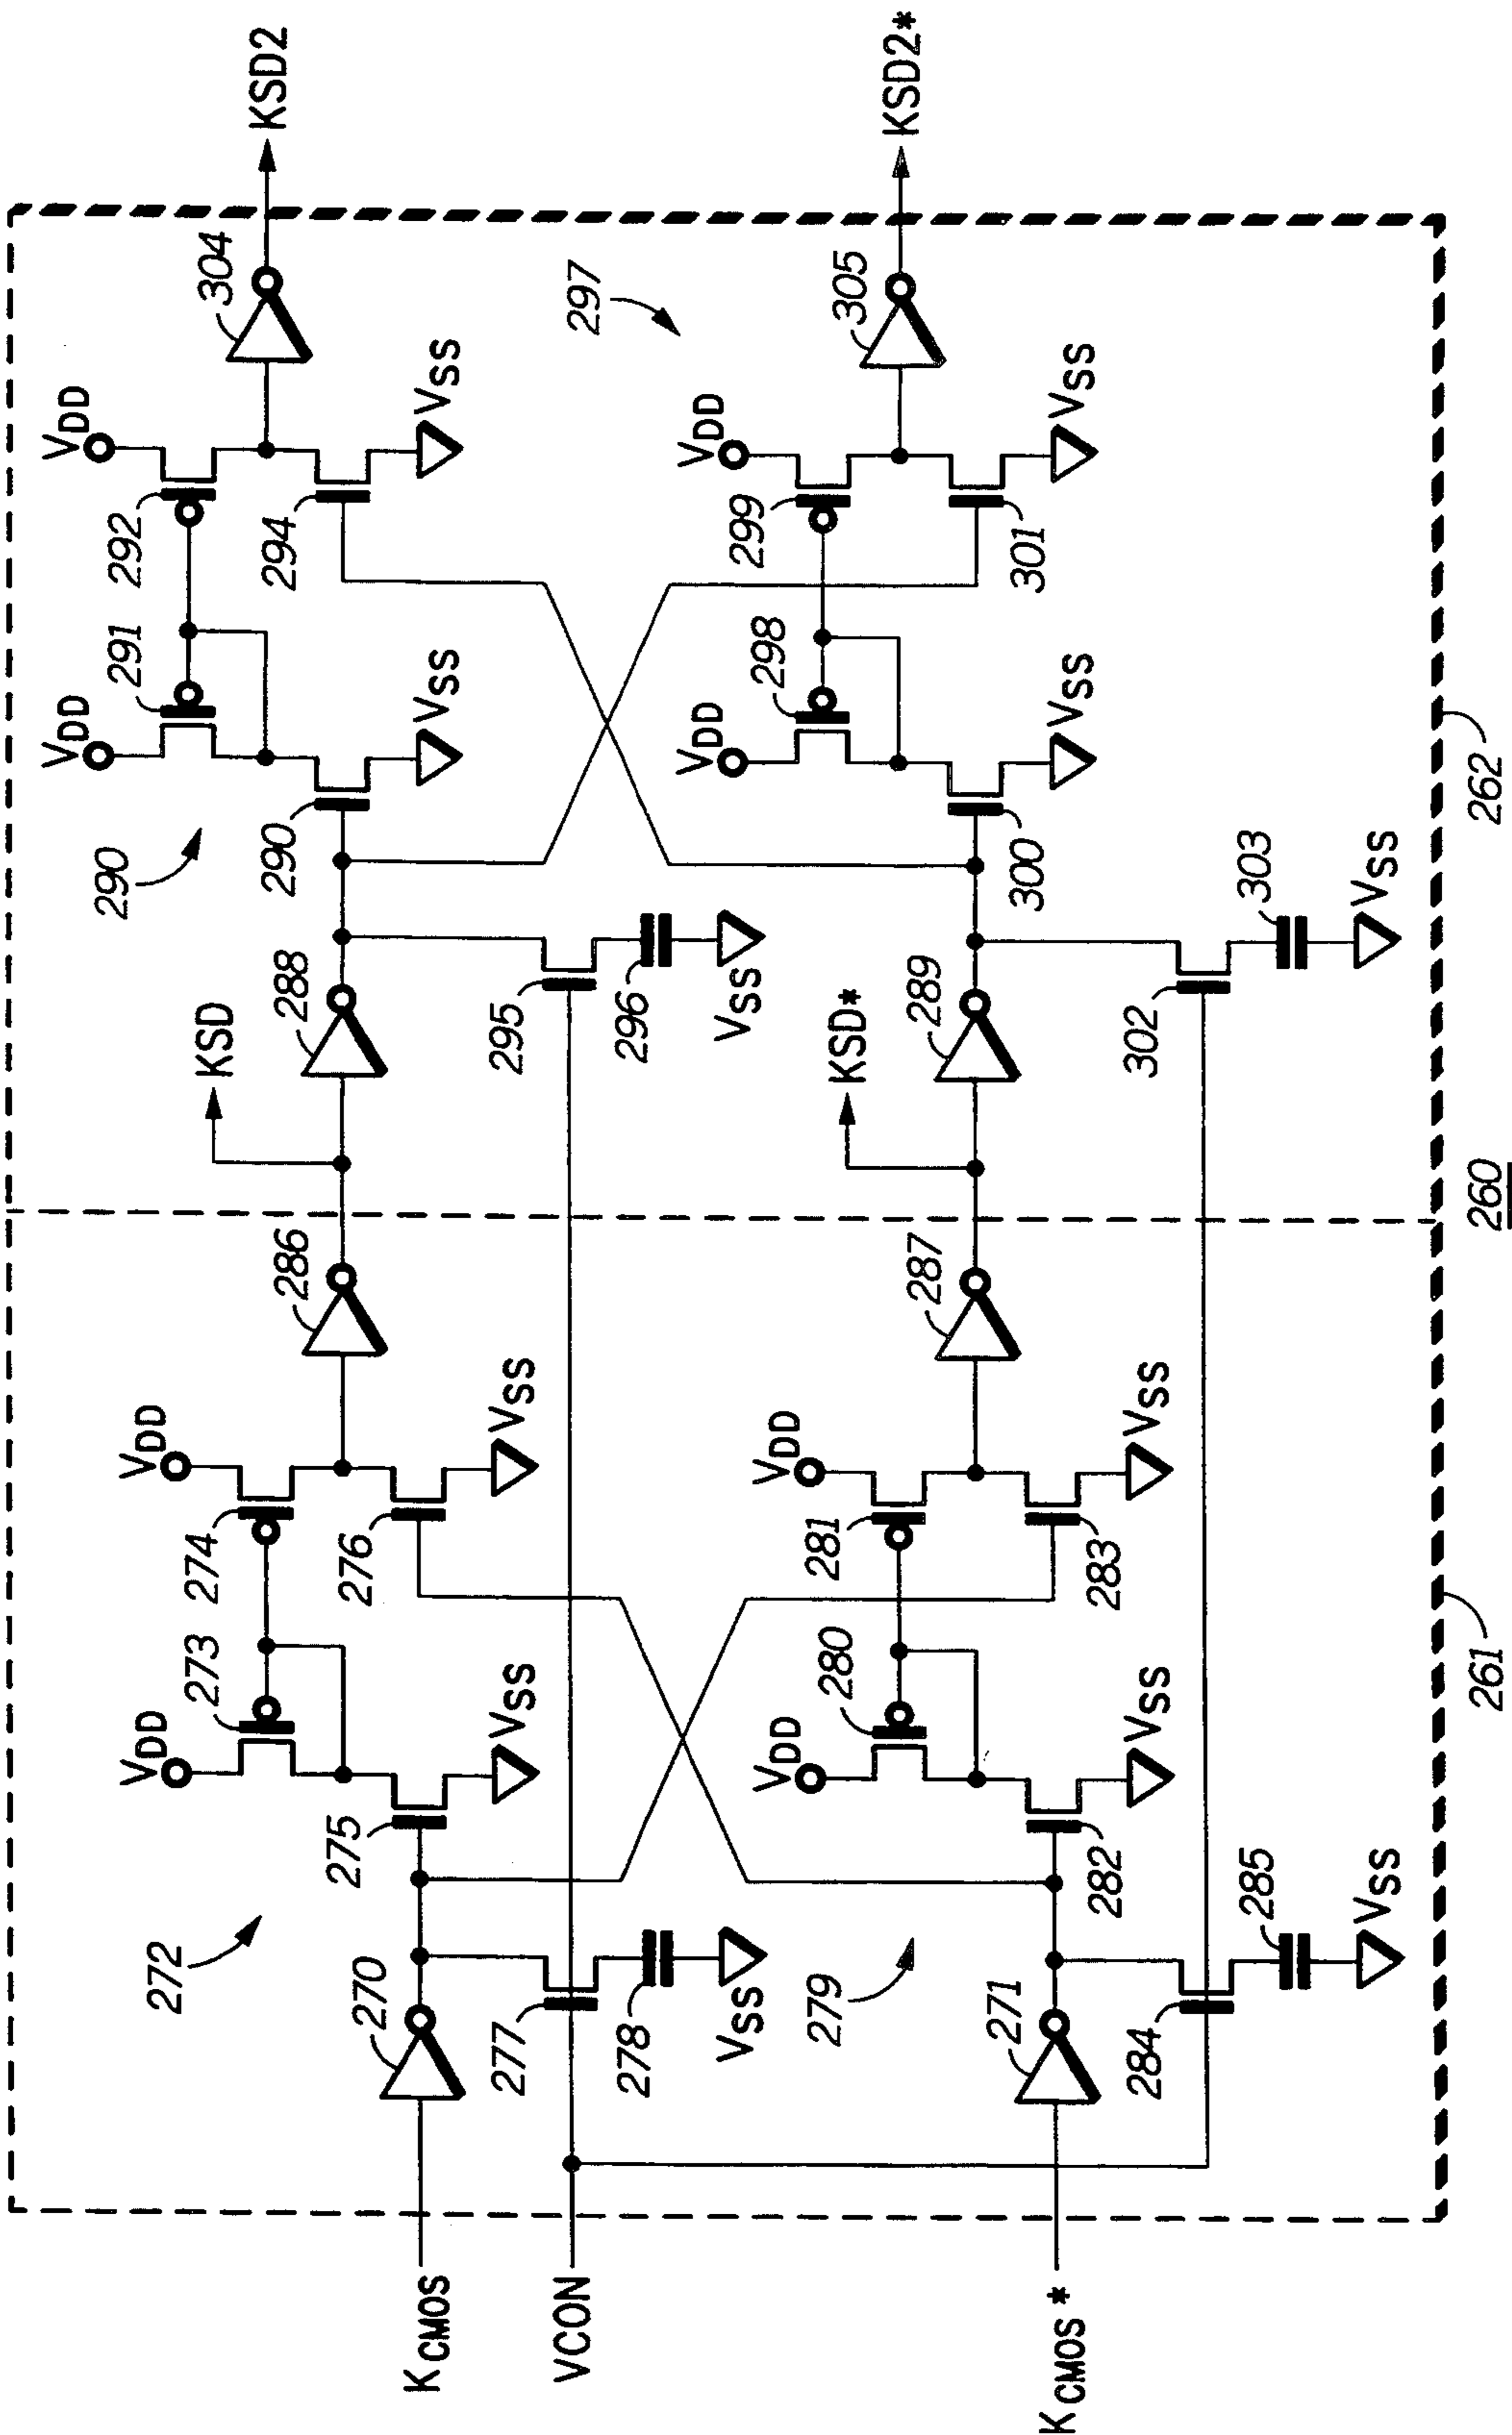 KSD2
KSD2*
304
297
305
VDD
VSS
292
294
VDD
VSS
299
301
291
VDD
VSS
298
VDD
VSS
290
290
300
303
VSS
262
288
KSD
295
296
VSS
289
KSD*
302
260
286
287
VDD
VSS
274
276
VDD
VSS
281
283
273
VDD
VSS
280
VDD
VSS
261
275
272
282
285
VSS
270
277
278
VSS
279
271
284
KCMOS
VCON
KCMOS*